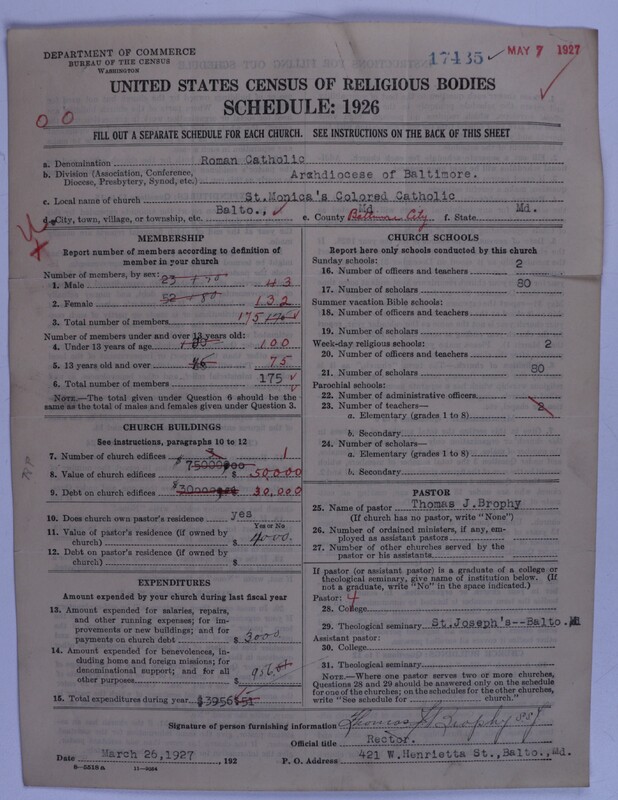 DEPARTMENT OF COMMERCE
BUREAU OF THE CENSUS
WASHINGTON
17435 ✓ MAY 7 1927
UNITED STATES CENSUS OF RELIGIOUS BODIES
SCHEDULE: 1926
0 0
FILL OUT A SEPARATE SCHEDULE FOR EACH CHURCH. SEE INSTRUCTIONS ON THE BACK OF THIS SHEET
a. Denomination Roman Catholic
b. Division (Association, Conference, Diocese, Presbytery, Synod, etc.) Archdiocese of Baltimore.
c. Local name of church St.Monica's Colored Catholic
d. City, town, village, or township, etc. Balto., e. County Md Baltimore City f. State Md.
MEMBERSHIP
Report number of members according to definition of
member in your church
Number of members, by sex:
1. Male 43
2. Female 132
3. Total number of members 175
Number of members under and over 13 years old:
4. Under 13 years of age 100
5. 13 years old and over 75
6. Total number of members 175 ✓
NOTE.—The total given under Question 6 should be the
same as the total of males and females given under Question 3.
CHURCH BUILDINGS
See instructions, paragraphs 10 to 12
7. Number of church edifices 1
8. Value of church edifices $ 50,000
9. Debt on church edifices $30000 30,000
10. Does church own pastor's residence yes
Yes or No
11. Value of pastor's residence (if owned by
church) $ 4000.
12. Debt on pastor's residence (if owned by
church) $
EXPENDITURES
Amount expended by your church during last fiscal year
13. Amount expended for salaries, repairs,
and other running expenses; for im-
provements or new buildings; and for
payments on church debt $ 3000
14. Amount expended for benevolences, in-
cluding home and foreign missions; for
denominational support; and for all
other purposes $ 956
15. Total expenditures during year $3956
CHURCH SCHOOLS
Report here only schools conducted by this church
Sunday schools:
16. Number of officers and teachers 2
17. Number of scholars 80
Summer vacation Bible schools:
18. Number of officers and teachers
19. Number of scholars
Week-day religious schools:
20. Number of officers and teachers 2
21. Number of scholars 80
Parochial schools:
22. Number of administrative officers
23. Number of teachers—
a. Elementary (grades 1 to 8) 2
b. Secondary
24. Number of scholars—
a. Elementary (grades 1 to 8)
b. Secondary
PASTOR
25. Name of pastor Thomas J.Brophy
(If church has no pastor, write "None")
26. Number of ordained ministers, if any, em-
ployed as assistant pastors
27. Number of other churches served by the
pastor or his assistants
If pastor (or assistant pastor) is a graduate of a college or
theological seminary, give name of institution below. (If
not a graduate, write "No" in the space indicated.)
Pastor: 4
28. College
29. Theological seminary St.Joseph's--Balto.Md
Assistant pastor:
30. College
31. Theological seminary
NOTE.—Where one pastor serves two or more churches,
Questions 28 and 29 should be answered only on the schedule
for one of the churches; on the schedules for the other churches,
write "See schedule for church."
Signature of person furnishing information Thomas J. Brophy SSJ
Official title Rector.
Date March 26,1927 , 192 P. O. Address 421 W.Henrietta St.,Balto.,Md.
8-5518 a 11-9054